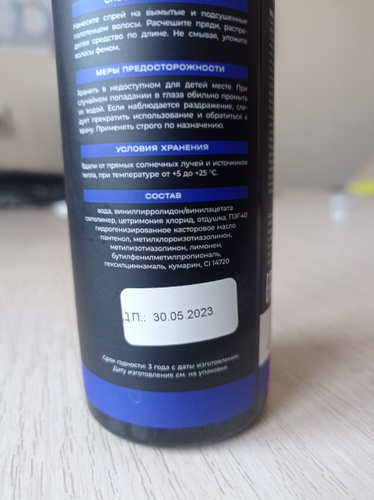 Нанесите спрей на вымытые и подсушенные
полотенцем волосы. Расчешите пряди, распре-
делив средство по длине. Не смывая, уложите
волосы феном.
МЕРЫ ПРЕДОСТОРОЖНОСТИ
Хранить в недоступном для детей месте. При
случайном попадании в глаза обильно промыть
их водой. Если наблюдается раздражение, сле-
дует прекратить использование и обратиться к
врачу. Применять строго по назначению.
УСЛОВИЯ ХРАНЕНИЯ
Вдали от прямых солнечных лучей и источников
тепла, при температуре от +5 до +25 °С.
СОСТАВ
вода, винилпирролидон/винилацетата
сополимер, цетримония хлорид, отдушка, ПЭГ-40
гидрогенизированное касторовое масло
пантенол, метилхлороизотиазолинон,
метилизотиазолинон, лимонен,
бутилфенилметилпропиональ,
гексилциннамаль, кумарин, CI 14720
Д.П.: 30.05.2023
Срок годности: 3 года с даты изготовления.
Дату изготовления см. на упаковке.